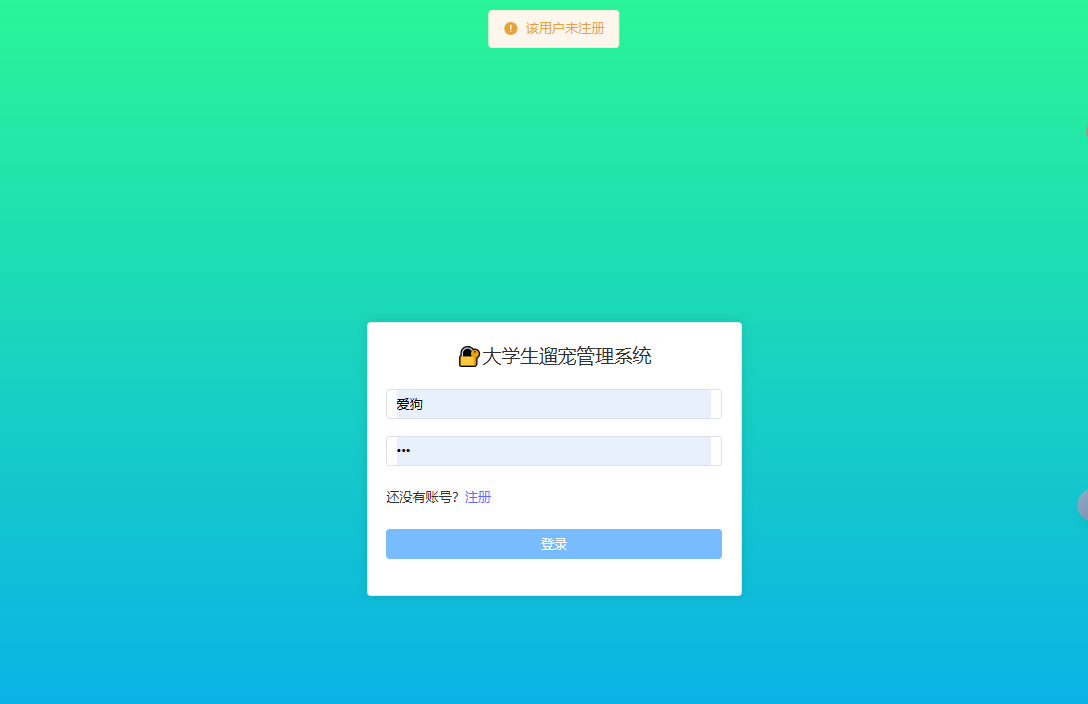 该用户未注册
大学生遛宠管理系统
爱狗
•••
还没有账号？注册
登录